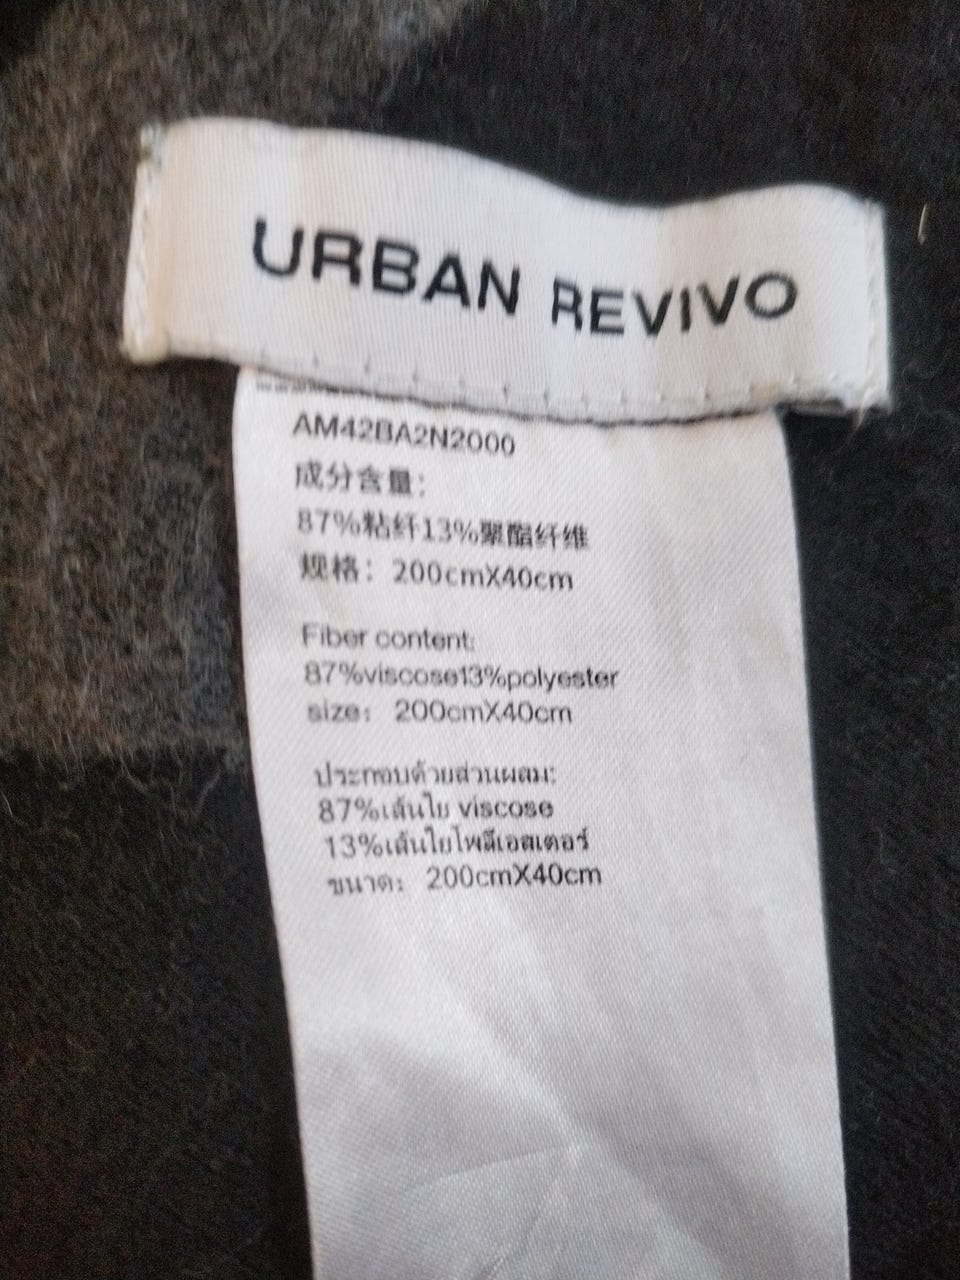 URBAN REVIVO
AM42BA2N2000
成分含量：
87%粘纤13%聚酯纤维
规格：200cmX40cm
Fiber content:
87%viscose13%polyester
size: 200cmX40cm
ประกอบด้วยส่วนผสม:
87%เส้นใย viscose
13%เส้นใยโพลีเอสเตอร์
ขนาด: 200cmX40cm